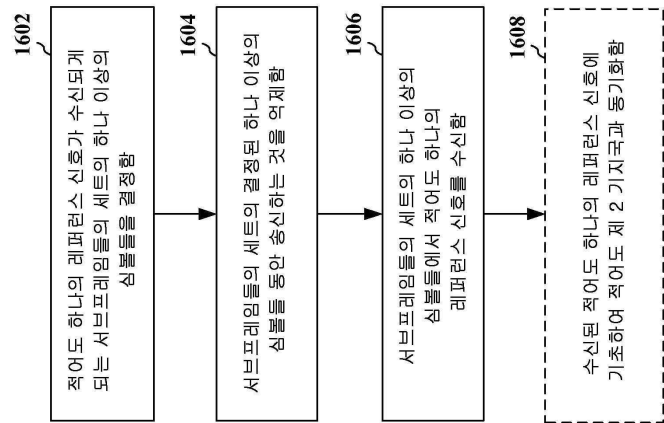 1602
적어도 하나의 레퍼런스 신호가 수신되게
되는 서브프레임들의 세트의 하나 이상의
심볼들을 결정함
1604
서브프레임들의 세트의 결정된 하나 이상의
심볼들 동안 송신하는 것을 억제함
1606
서브프레임들의 세트의 하나 이상의
심볼들에서 적어도 하나의
레퍼런스 신호를 수신함
1608
수신된 적어도 하나의 레퍼런스 신호에
기초하여 적어도 제 2 기지국과 동기화함